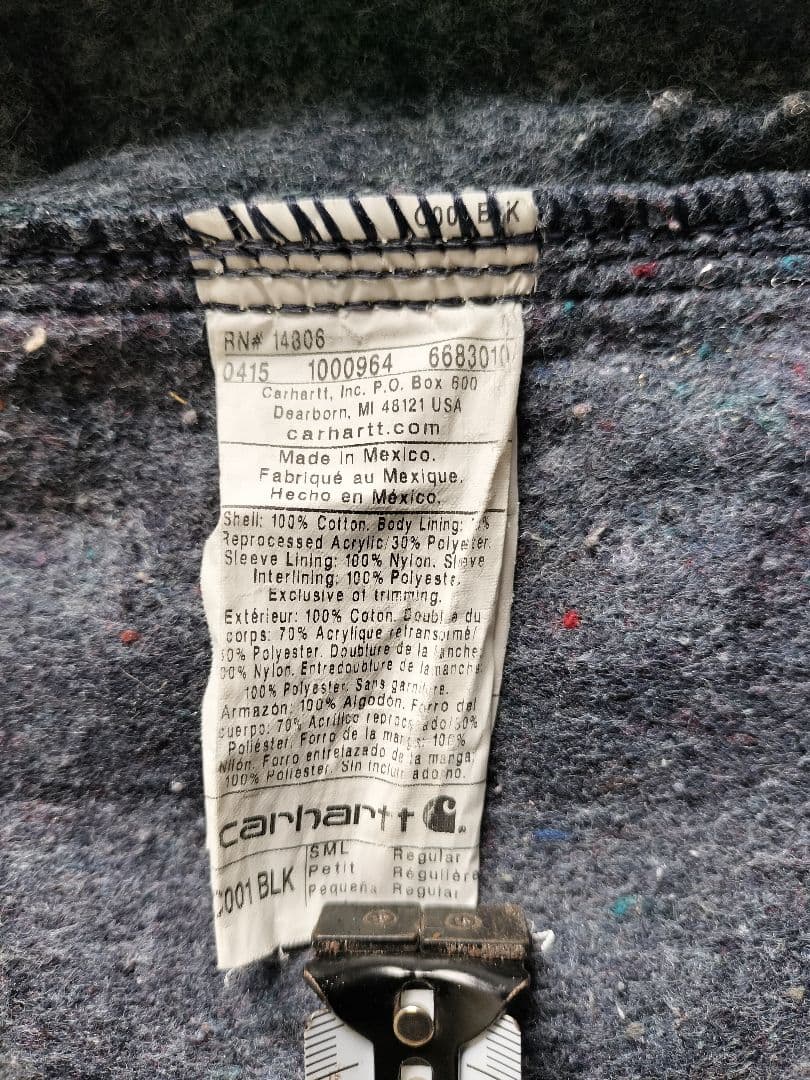 BLK
RN# 14806
0415 1000964 6683010
Carhartt, Inc. P.O. Box 600
Dearborn, MI 48121 USA
carhartt.com
Made in Mexico.
Fabriqué au Mexique.
Hecho en México.
Shell: 100% Cotton. Body Lining:
Reprocessed Acrylic/30% Polyester.
Sleeve Lining: 100% Nylon. Sleeve
Interlining: 100% Polyester.
Exclusive of trimming.
Extérieur: 100% Coton. Doublure du
corps: 70% Acrylique retransformé/
30% Polyester. Doublure de la manche:
100% Nylon. Entredoublure de la manche:
100% Polyester. Sans garniture.
Armazón: 100% Algodón. Forro del
cuerpo: 70% Acrílico reprocesado/30%
Poliéster. Forro de la manga: 100%
Nilón. Forro entrelazado de la manga:
100% Poliéster. Sin incluir adorno.
carhartt
001 BLK
SML Regular
Petit Régulière
Pequeña Regular